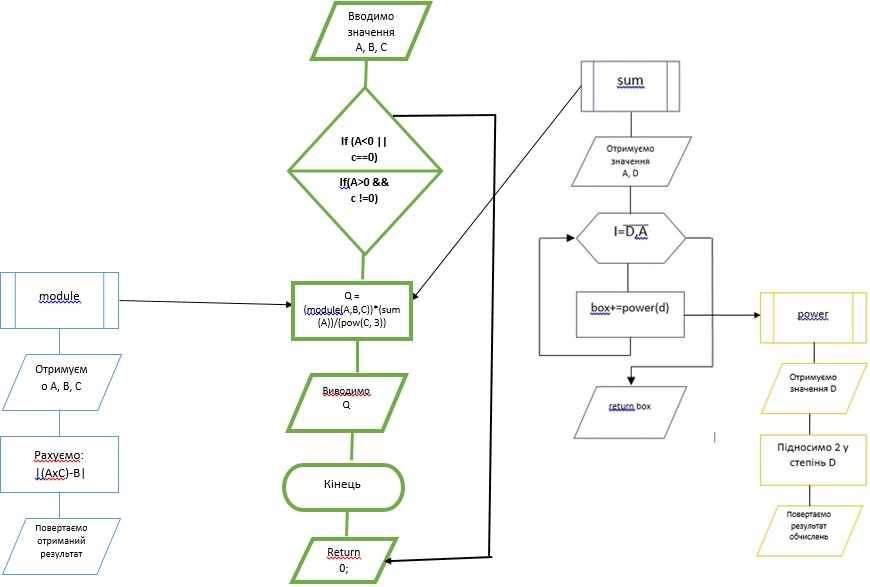 Вводимо
значення
A, B, C
If (A<0 ||
c==0)
If(A>0 &&
c !=0)
Q =
(module(A,B,C))*(sum
(A))/(pow(C, 3))
Виводимо
Q
Кінець
Return
0;
module
Отримуєм
о A, B, C
Рахуємо:
|(AxC)-B|
Повертаємо
отриманий
результат
sum
Отримуємо
значення
A, D
I=D,A
box+=power(d)
return box
power
Отримуємо
значення D
Підносимо 2 у
степінь D
Повертаємо
результат
обчислень